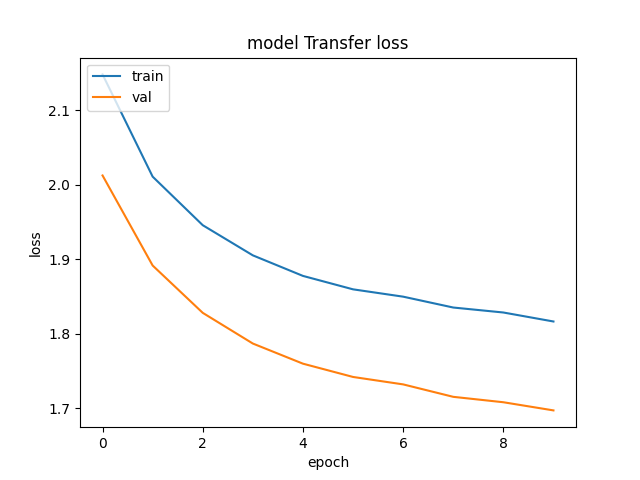 model Transfer loss
train
val
2.1
2.0
1.9
1.8
1.7
loss
0 2 4 6 8
epoch